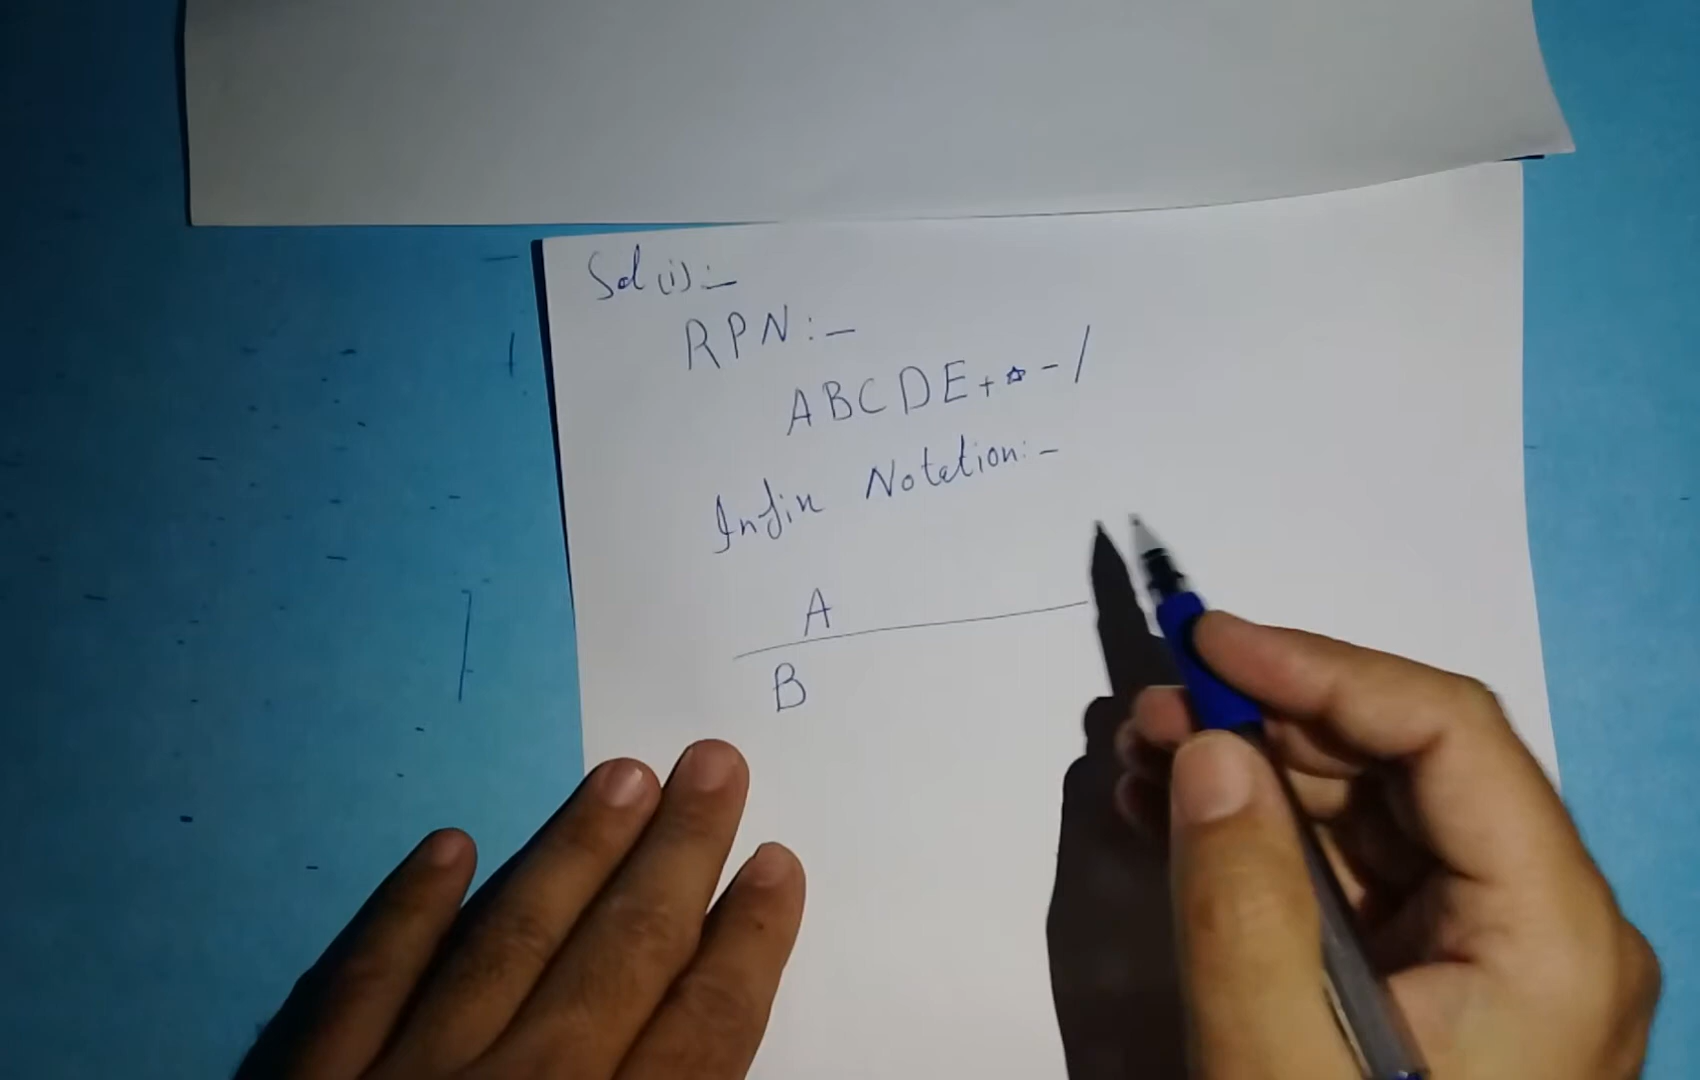 Sol (i):-
RPN:-
ABCDE+*-/
Infix Notation:-
A
B